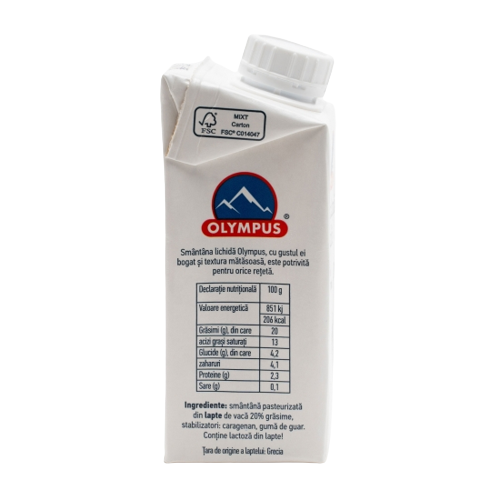 MIXT
Carton
FSC® C014047
FSC
OLYMPUS®
Smântâna lichidă Olympus, cu gustul ei
bogat și textura mătăsoasă, este potrivită
pentru orice rețetă.
Declarație nutrițională 100 g
Valoare energetică 851 kj
206 kcal
Grăsimi (g), din care 20
acizi grași saturați 13
Glucide (g), din care 4,2
zaharuri 4,1
Proteine (g) 2,3
Sare (g) 0,1
Ingrediente: smântână pasteurizată
din lapte de vacă 20% grăsime,
stabilizatori: caragenan, gumă de guar.
Conține lactoză din lapte!
Țara de origine a laptelui: Grecia